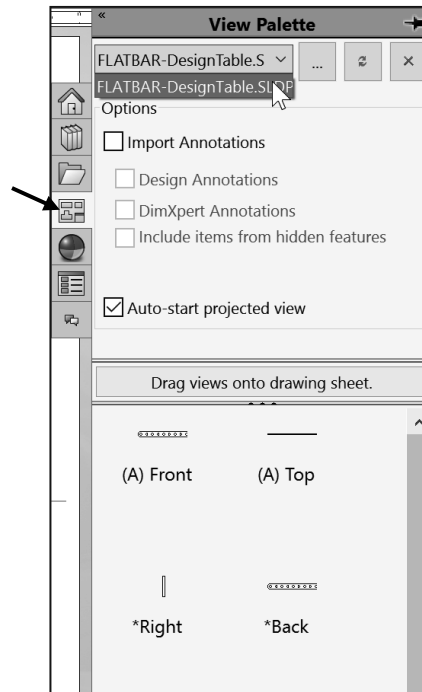 View Palette
FLATBAR-DesignTable.S
...
FLATBAR-DesignTable.SLDP
Options
Import Annotations
Design Annotations
DimXpert Annotations
Include items from hidden features
Auto-start projected view
Drag views onto drawing sheet.
(A) Front
(A) Top
*Right
*Back